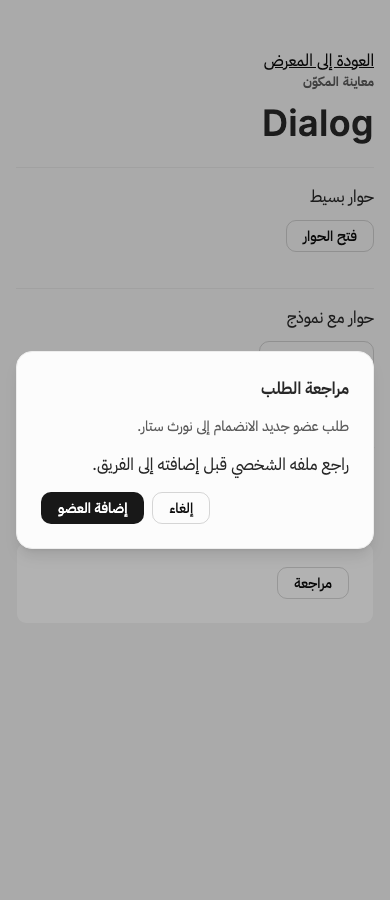 العودة إلى المعرض
معاينة المكوّن
Dialog
حوار بسيط
فتح الحوار
حوار مع نموذج
مراجعة الطلب
طلب عضو جديد الانضمام إلى نورث ستار.
راجع ملفه الشخصي قبل إضافته إلى الفريق.
إلغاء
إضافة العضو
مراجعة